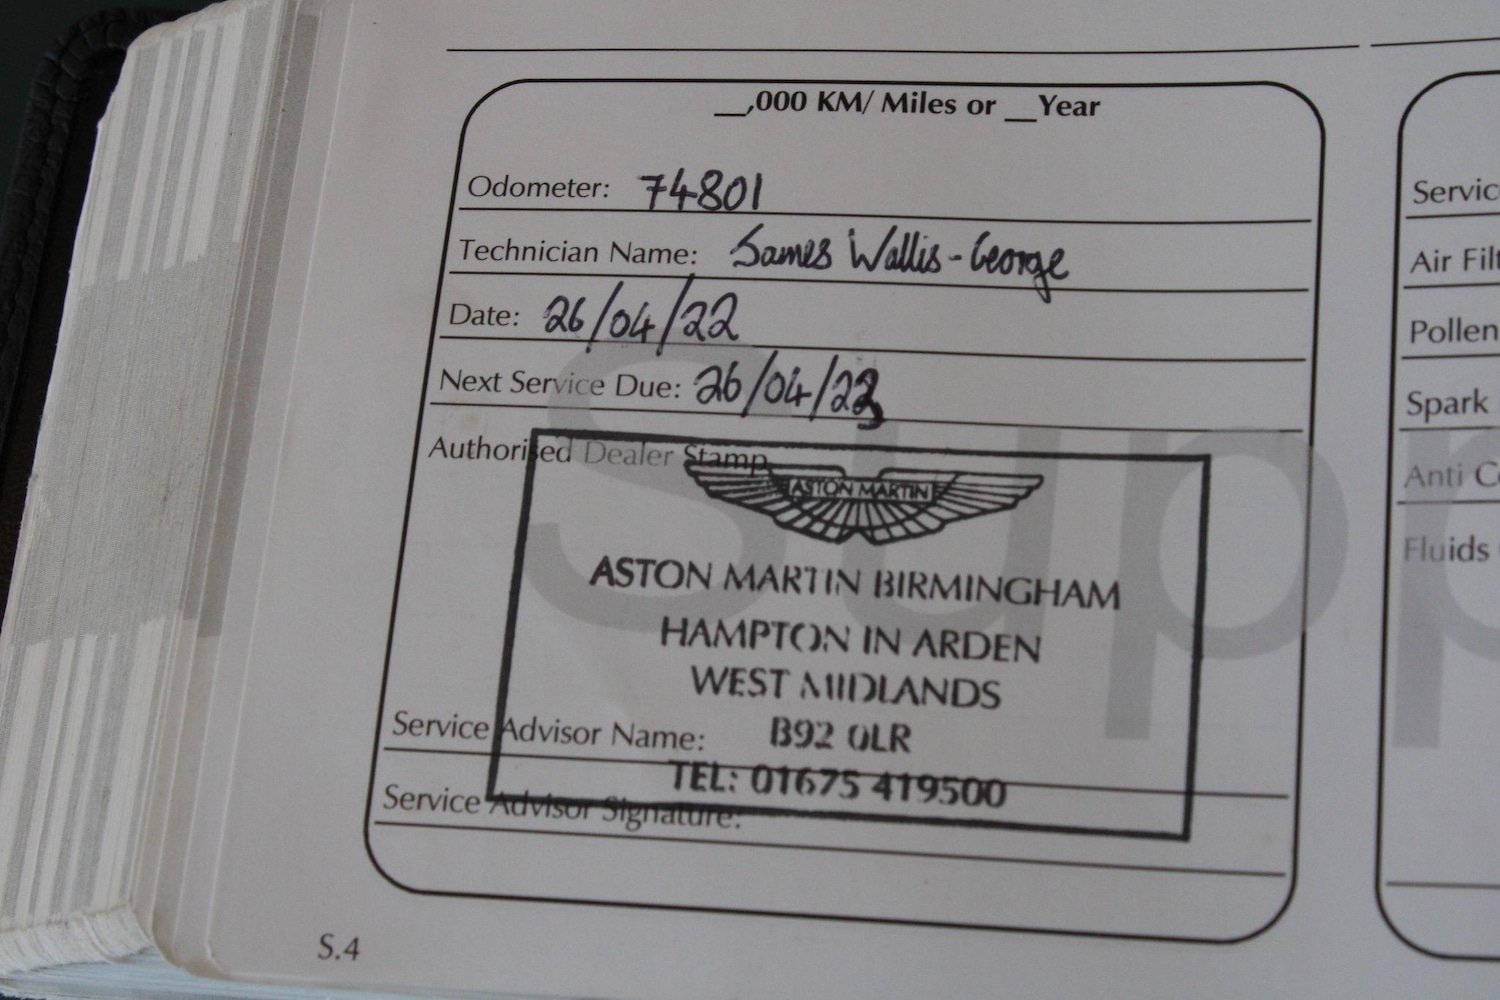 __,000 KM/ Miles or __Year
Odometer: 74801
Technician Name: James Wallis-George
Date: 26/04/22
Next Service Due: 26/04/23
Authorised Dealer Stamp
ASTON MARTIN
ASTON MARTIN BIRMINGHAM
HAMPTON IN ARDEN
WEST MIDLANDS
B92 0LR
Service Advisor Name:
TEL: 01675 419500
Service Advisor Signature:
S.4
Supp
Servic
Air Filt
Pollen
Spark
Anti C
Fluids